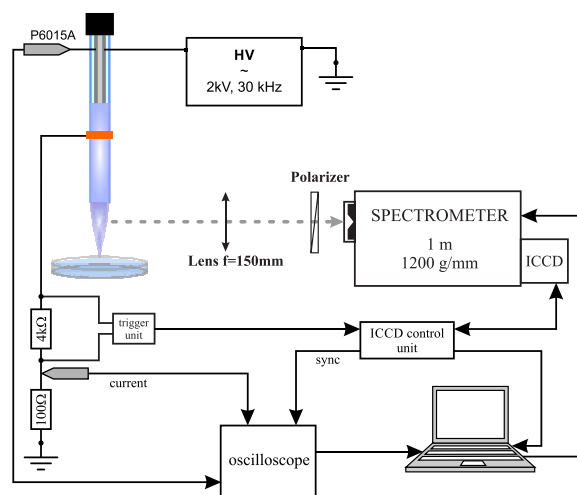 P6015A
HV
~
2kV, 30 kHz
Polarizer
Lens f=150mm
SPECTROMETER
1 m
1200 g/mm
ICCD
4kΩ
trigger
unit
ICCD control
unit
sync
current
100Ω
oscilloscope